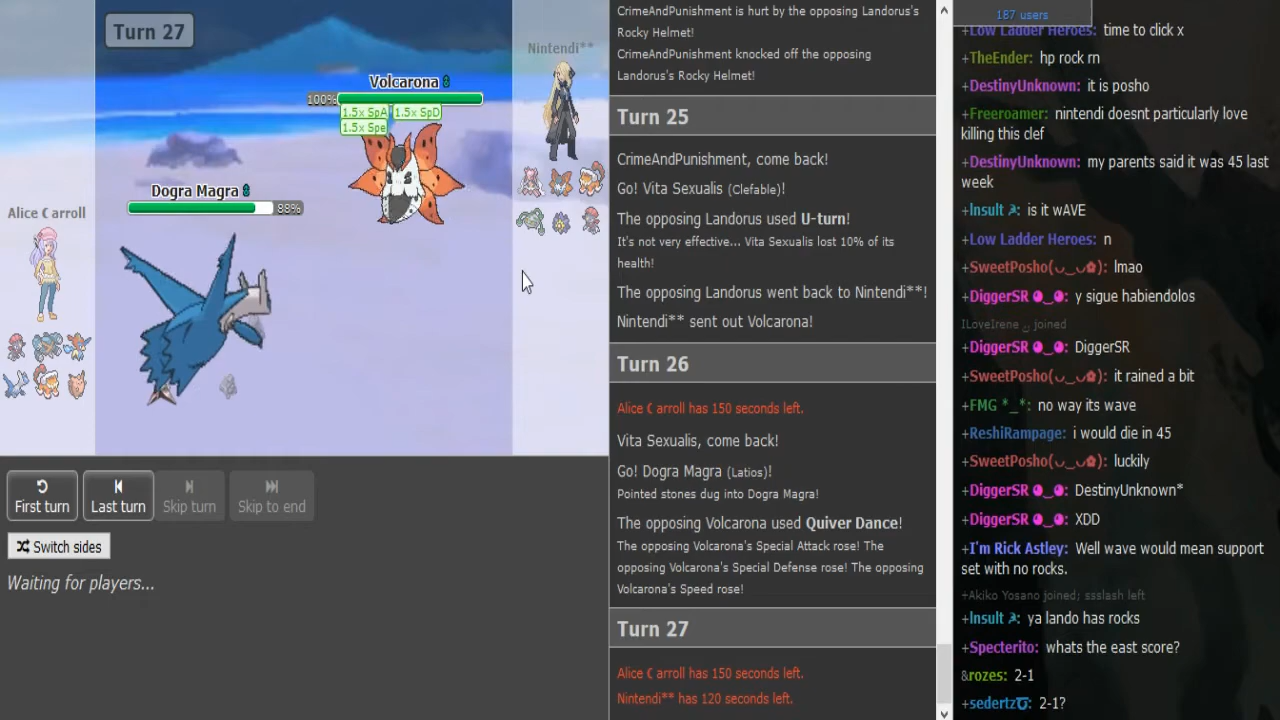 Turn 27
Nintendi**
Volcarona
100%
1.5x SpA 1.5x SpD
1.5x Spe
Dogra Magra
88%
Alice ₵ arroll
First turn
Last turn
Skip turn
Skip to end
Switch sides
Waiting for players...
CrimeAndPunishment is hurt by the opposing Landorus's
Rocky Helmet!
CrimeAndPunishment knocked off the opposing
Landorus's Rocky Helmet!
Turn 25
CrimeAndPunishment, come back!
Go! Vita Sexualis (Clefable)!
The opposing Landorus used U-turn!
It's not very effective... Vita Sexualis lost 10% of its
health!
The opposing Landorus went back to Nintendi**!
Nintendi** sent out Volcarona!
Turn 26
Alice ₵ arroll has 150 seconds left.
Vita Sexualis, come back!
Go! Dogra Magra (Latios)!
Pointed stones dug into Dogra Magra!
The opposing Volcarona used Quiver Dance!
The opposing Volcarona's Special Attack rose! The
opposing Volcarona's Special Defense rose! The opposing
Volcarona's Speed rose!
Turn 27
Alice ₵ arroll has 150 seconds left.
Nintendi** has 120 seconds left.
187 users
+Low Ladder Heroes: time to click x
+TheEnder: hp rock rn
+DestinyUnknown: it is posho
+Freeroamer: nintendi doesnt particularly love
killing this clef
+DestinyUnknown: my parents said it was 45 last
week
+Insult: is it wAVE
+Low Ladder Heroes: n
+SweetPosho(◡‿◡✿): lmao
+DiggerSR ◕‿◕: y sigue habiendolos
ILoveIrene joined
+DiggerSR ◕‿◕: DiggerSR
+SweetPosho(◡‿◡✿): it rained a bit
+FMG *_*: no way its wave
+ReshiRampage: i would die in 45
+SweetPosho(◡‿◡✿): luckily
+DiggerSR ◕‿◕: DestinyUnknown*
+DiggerSR ◕‿◕: XDD
+I'm Rick Astley: Well wave would mean support
set with no rocks.
+Akiko Yosano joined; ssslash left
+Insult: ya lando has rocks
+Specterito: whats the east score?
&rozes: 2-1
+sedertz: 2-1?